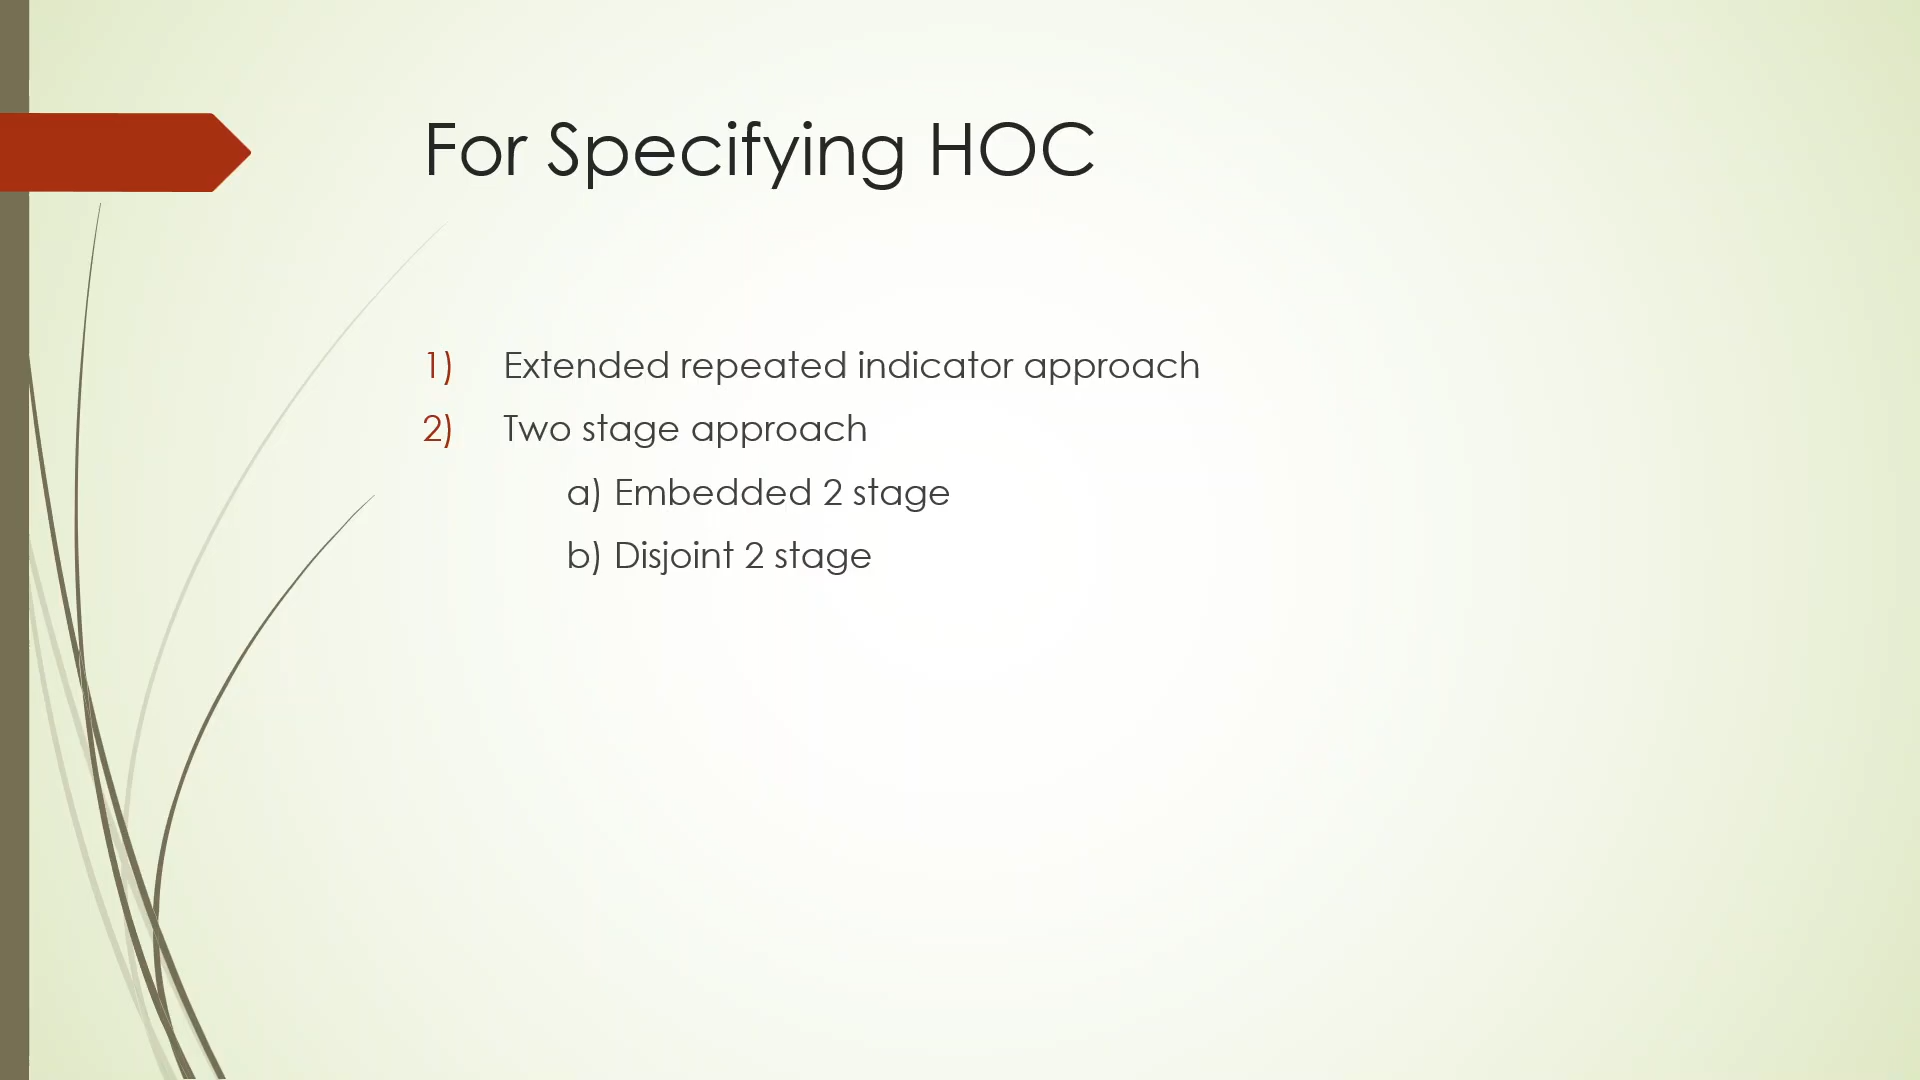 For Specifying HOC
1) Extended repeated indicator approach
2) Two stage approach
a) Embedded 2 stage
b) Disjoint 2 stage